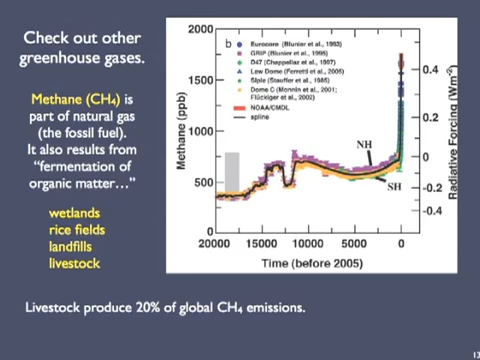 Check out other
greenhouse gases.
Methane (CH₄) is
part of natural gas
(the fossil fuel).
It also results from
“fermentation of
organic matter…”
wetlands
rice fields
landfills
livestock
Livestock produce 20% of global CH₄ emissions.
b
Eurocore (Blunier et al., 1993)
GRIP (Blunier et al., 1995)
D47 (Chappellaz et al., 1997)
Law Dome (Ferretti et al., 2005)
Siple (Stauffer et al., 1985)
Dome C (Monnin et al., 2001;
Flückiger et al., 2002)
NOAA/CMDL
spline
Methane (ppb)
2000
1500
1000
500
0
Radiative Forcing (Wm⁻²)
0.4
0.2
0
-0.2
-0.4
NH
SH
20000 15000 10000 5000 0
Time (before 2005)
13